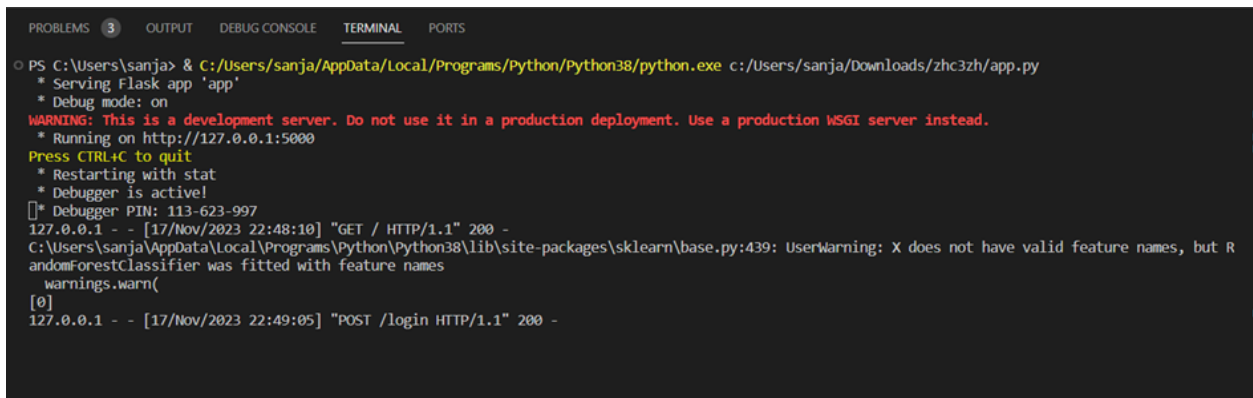 PROBLEMS 3 OUTPUT DEBUG CONSOLE TERMINAL PORTS
PS C:\Users\sanja> & C:/Users/sanja/AppData/Local/Programs/Python/Python38/python.exe c:/Users/sanja/Downloads/zhc3zh/app.py
* Serving Flask app 'app'
* Debug mode: on
WARNING: This is a development server. Do not use it in a production deployment. Use a production WSGI server instead.
* Running on http://127.0.0.1:5000
Press CTRL+C to quit
* Restarting with stat
* Debugger is active!
* Debugger PIN: 113-623-997
127.0.0.1 - - [17/Nov/2023 22:48:10] "GET / HTTP/1.1" 200 -
C:\Users\sanja\AppData\Local\Programs\Python\Python38\lib\site-packages\sklearn\base.py:439: UserWarning: X does not have valid feature names, but R
andomForestClassifier was fitted with feature names
warnings.warn(
[0]
127.0.0.1 - - [17/Nov/2023 22:49:05] "POST /login HTTP/1.1" 200 -